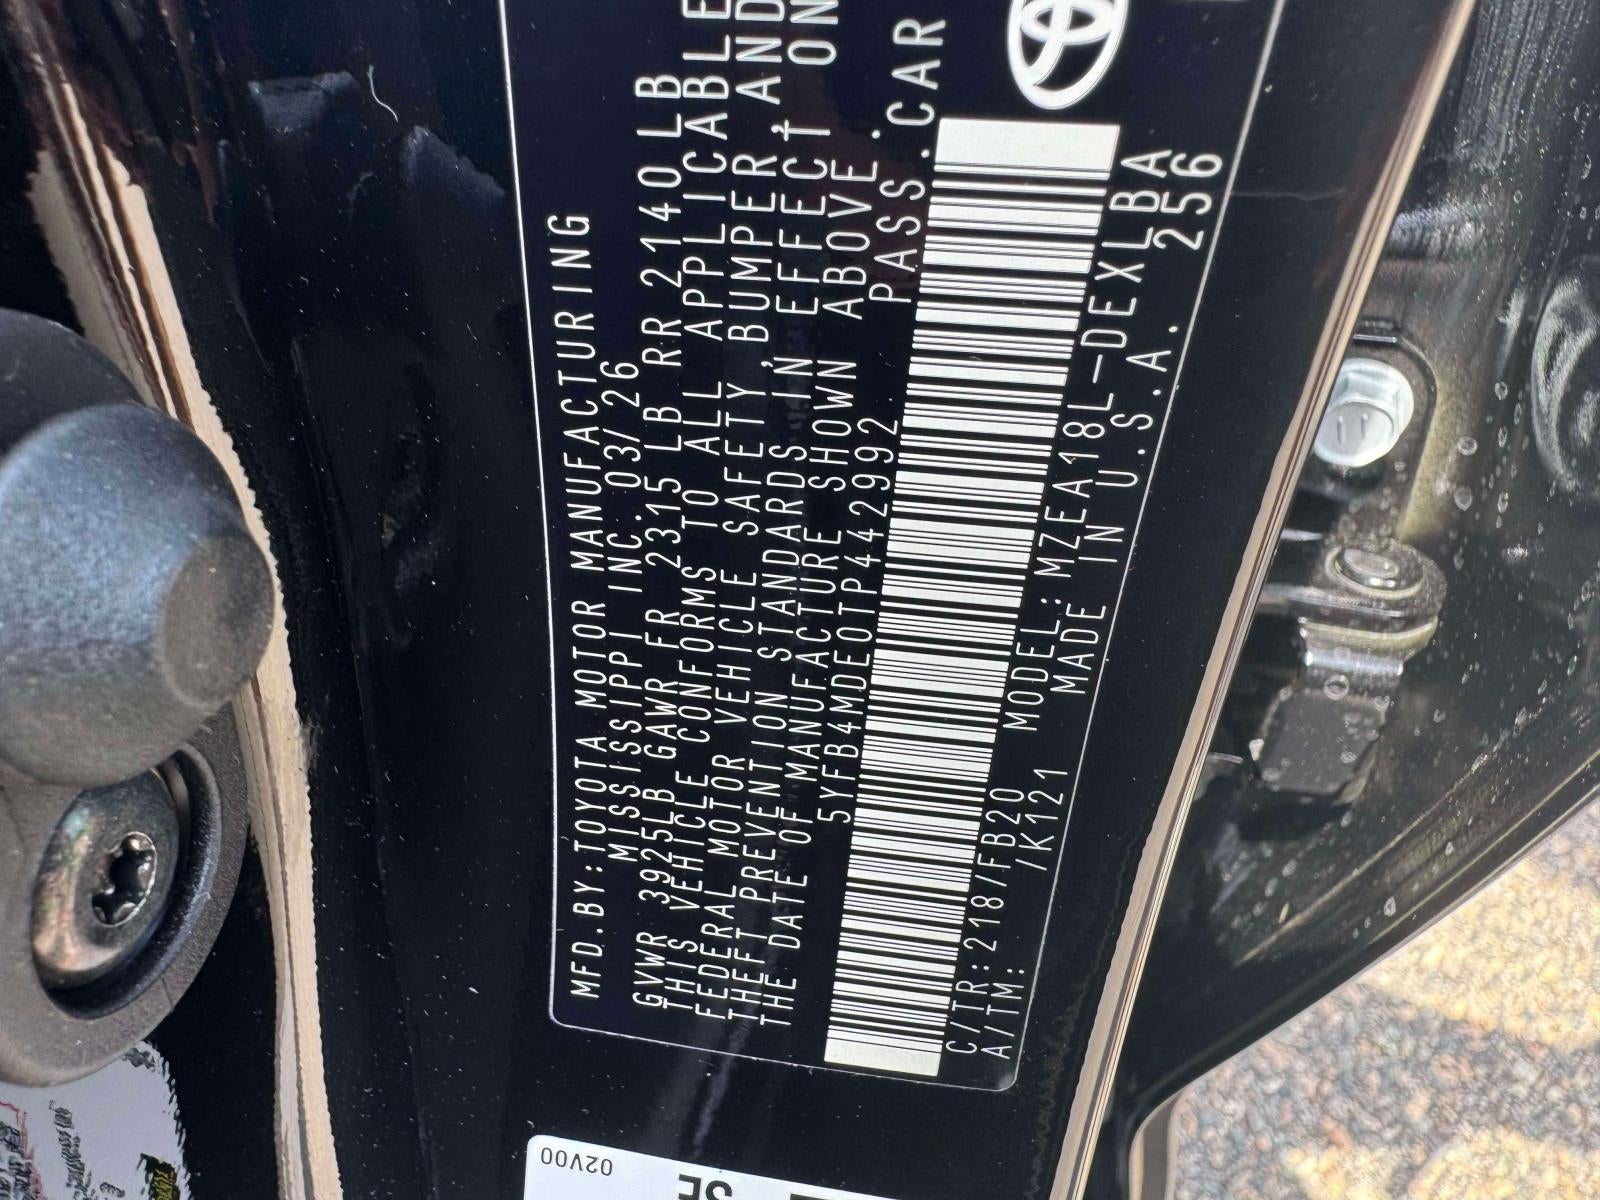 MFD.BY:TOYOTA MOTOR MANUFACTURING
MISSISSIPPI INC. 03/26
GVWR 3925LB GAWR FR 2315 LB RR 2140LB
THIS VEHICLE CONFORMS TO ALL APPLICABLE
FEDERAL MOTOR VEHICLE SAFETY, BUMPER AND
THEFT PREVENTION STANDARDS IN EFFECT ON
THE DATE OF MANUFACTURE SHOWN ABOVE.
5YFB4MDE0TP442992 PASS.CAR
C/TR:218/FB20 MODEL:MZEA18L-DEXLBA
A/TM: /K121 MADE IN U.S.A. 256
02V00